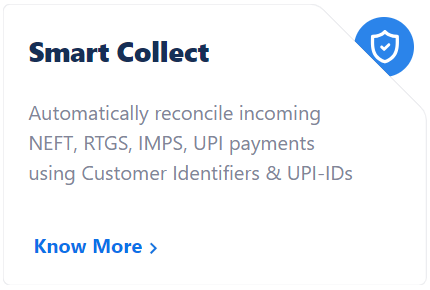 Smart Collect
Automatically reconcile incoming
NEFT, RTGS, IMPS, UPI payments
using Customer Identifiers & UPI-IDs
Know More >